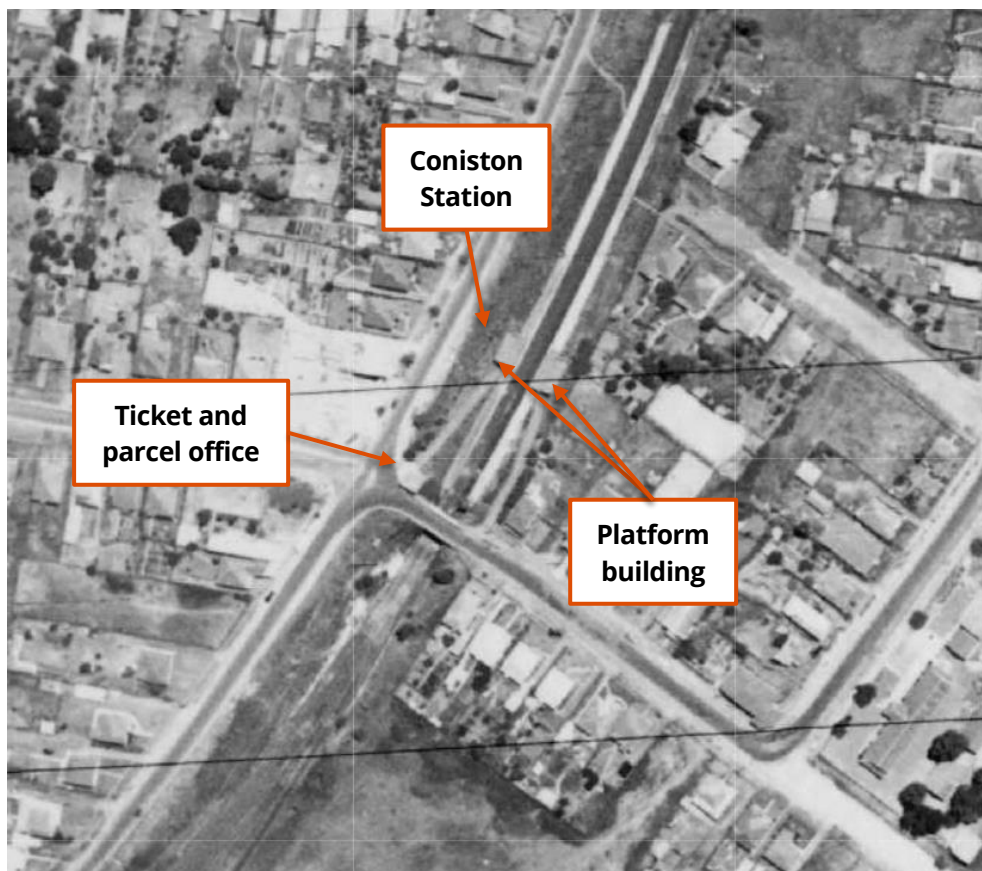 Coniston
Station
Ticket and
parcel office
Platform
building